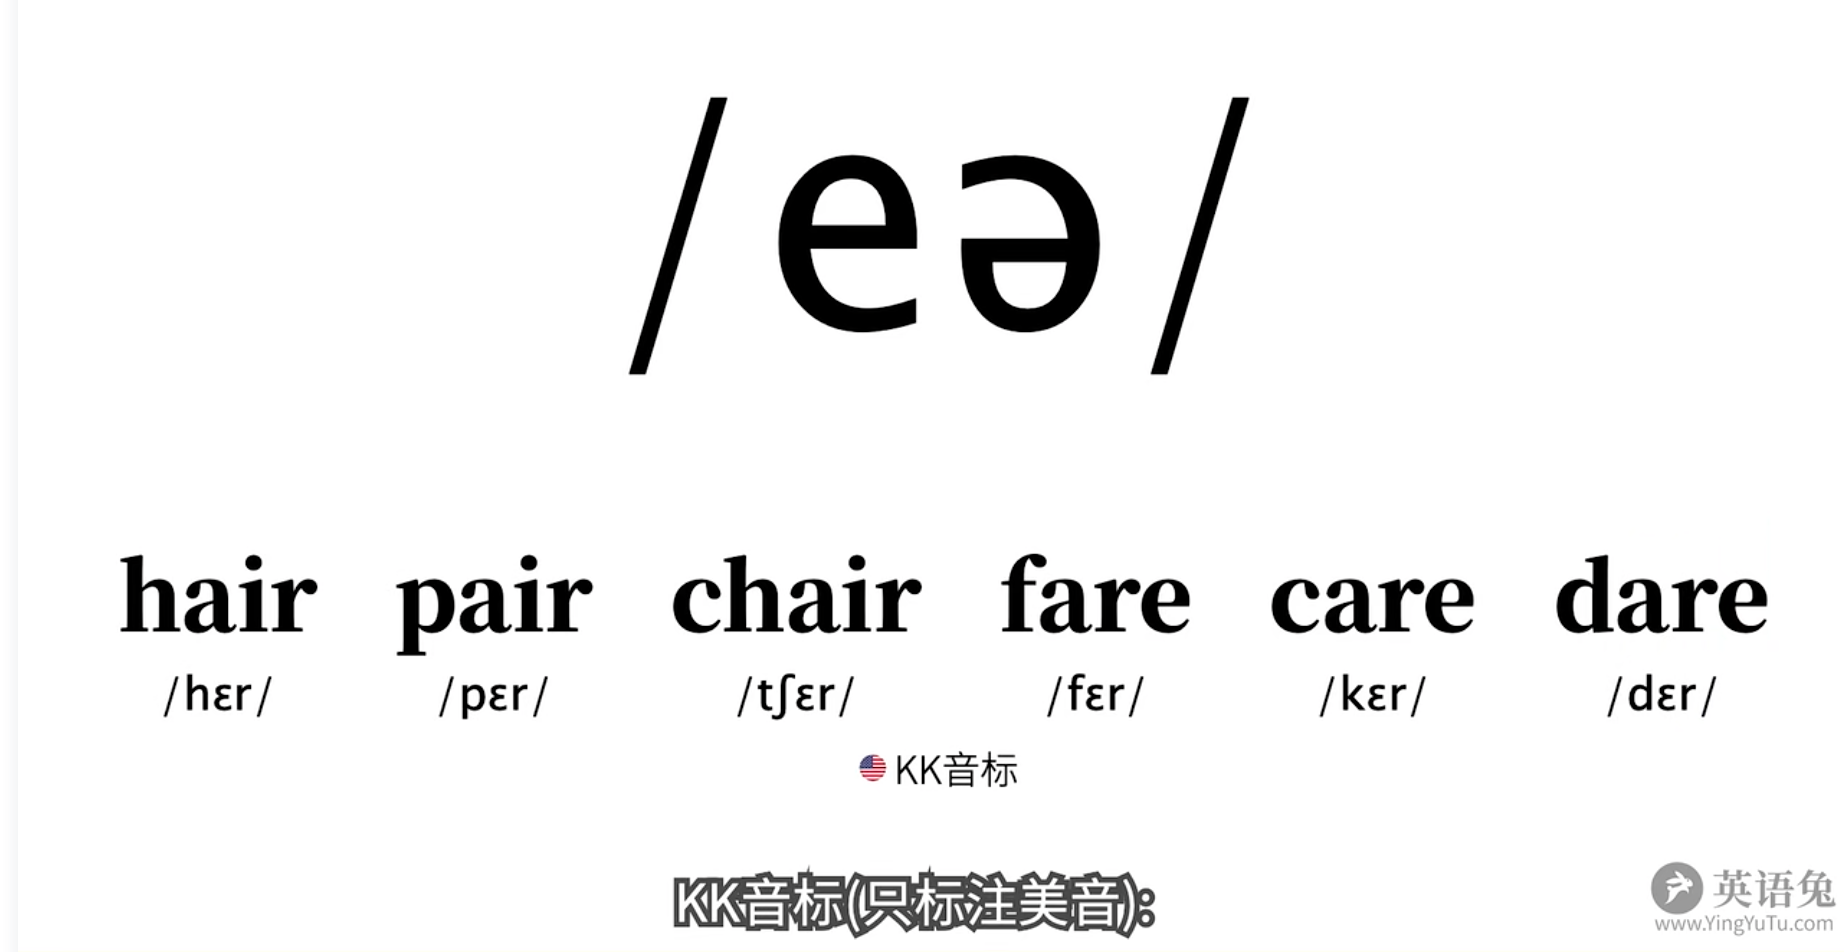 /eə/
hair pair chair fare care dare
/hɛr/ /pɛr/ /tʃɛr/ /fɛr/ /kɛr/ /dɛr/
KK音标
KK音标(只标注美音):
英语兔
www.YingYuTu.com